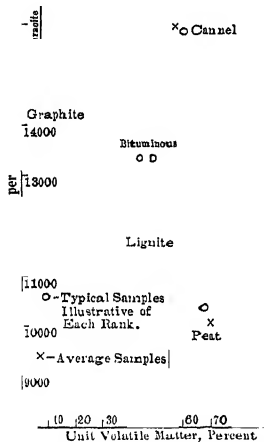 Cannel
Graphite
14000
Bituminous
13000
per
Lignite
11000
o-Typical Samples
Illustrative of
Each Rank.
10000
Peat
x-Average Samples
9000
10 20 30 60 70
Unit Volatile Matter, Percent